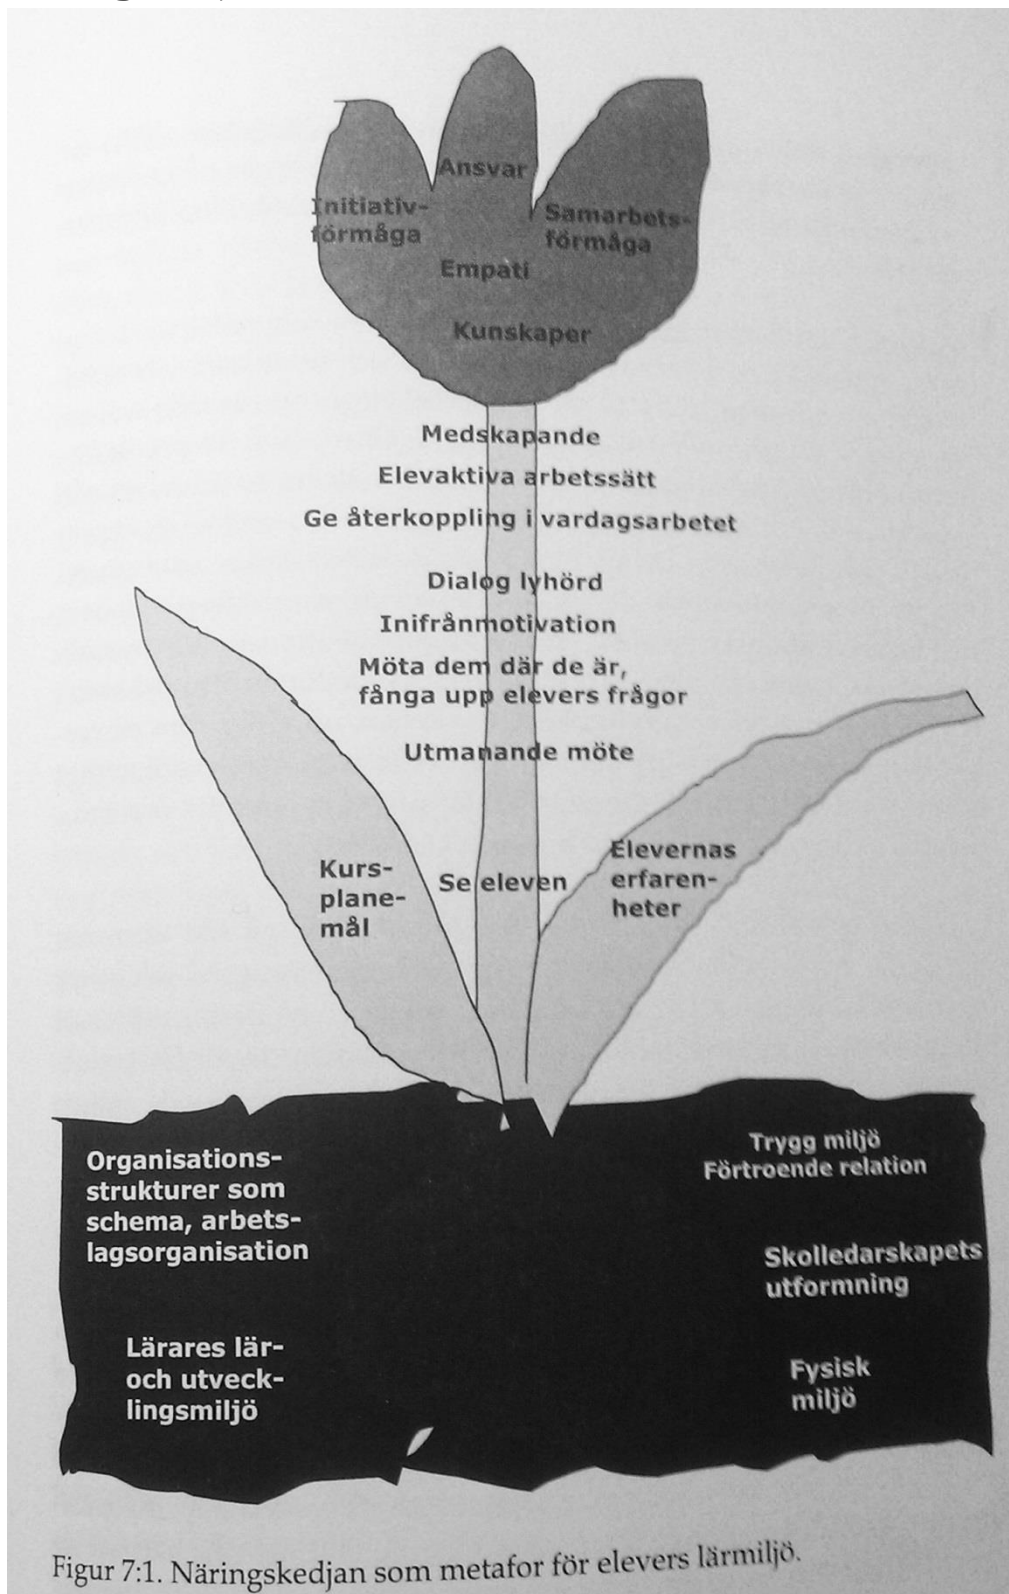 Ansvar
Initiativ-
förmåga
Samarbets-
förmåga
Empati
Kunskaper
Medskapande
Elevaktiva arbetssätt
Ge återkoppling i vardagsarbetet
Dialog lyhörd
Inifrånmotivation
Möta dem där de är,
fånga upp elevers frågor
Utmanande möte
Kurs-
plane-
mål
Se eleven
Elevernas
erfaren-
heter
Organisations-
strukturer som
schema, arbets-
lagsorganisation
Lärares lär-
och utveck-
lingsmiljö
Trygg miljö
Förtroende relation
Skolledarskapets
utformning
Fysisk
miljö
Figur 7:1. Näringskedjan som metafor för elevers lärmiljö.